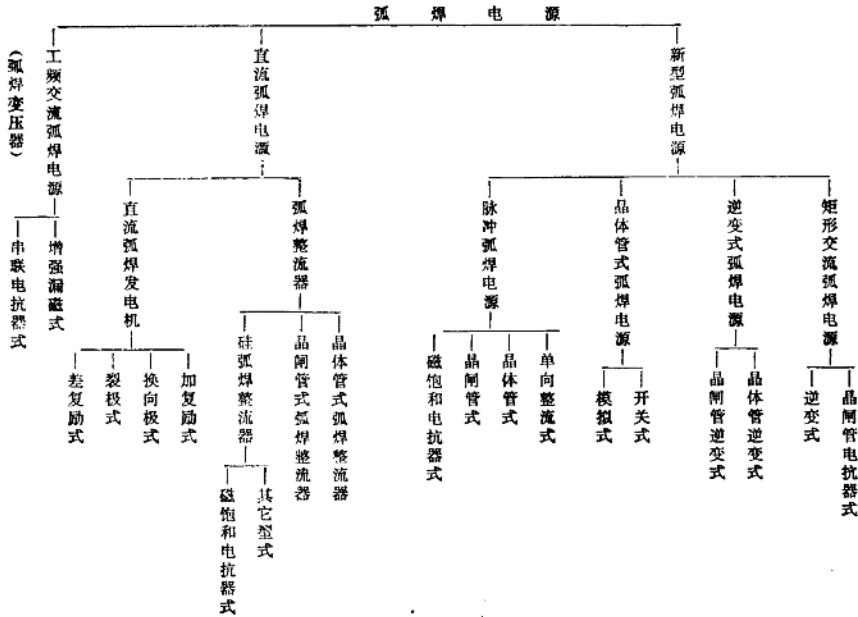 弧焊电源
（弧焊变压器）
工频交流弧焊电源
串联电抗器式
增强漏磁式
直流弧焊电源
直流弧焊发电机
差复励式
裂极式
换向极式
加复励式
弧焊整流器
硅弧焊整流器
磁饱和电抗器式
其它型式
晶闸管式弧焊整流器
晶体管式弧焊整流器
新型弧焊电源
脉冲弧焊电源
磁饱和电抗器式
晶闸管式
晶体管式
单向整流式
晶体管式弧焊电源
模拟式
开关式
逆变式弧焊电源
晶闸管逆变式
晶体管逆变式
矩形交流弧焊电源
逆变式
晶闸管电抗器式